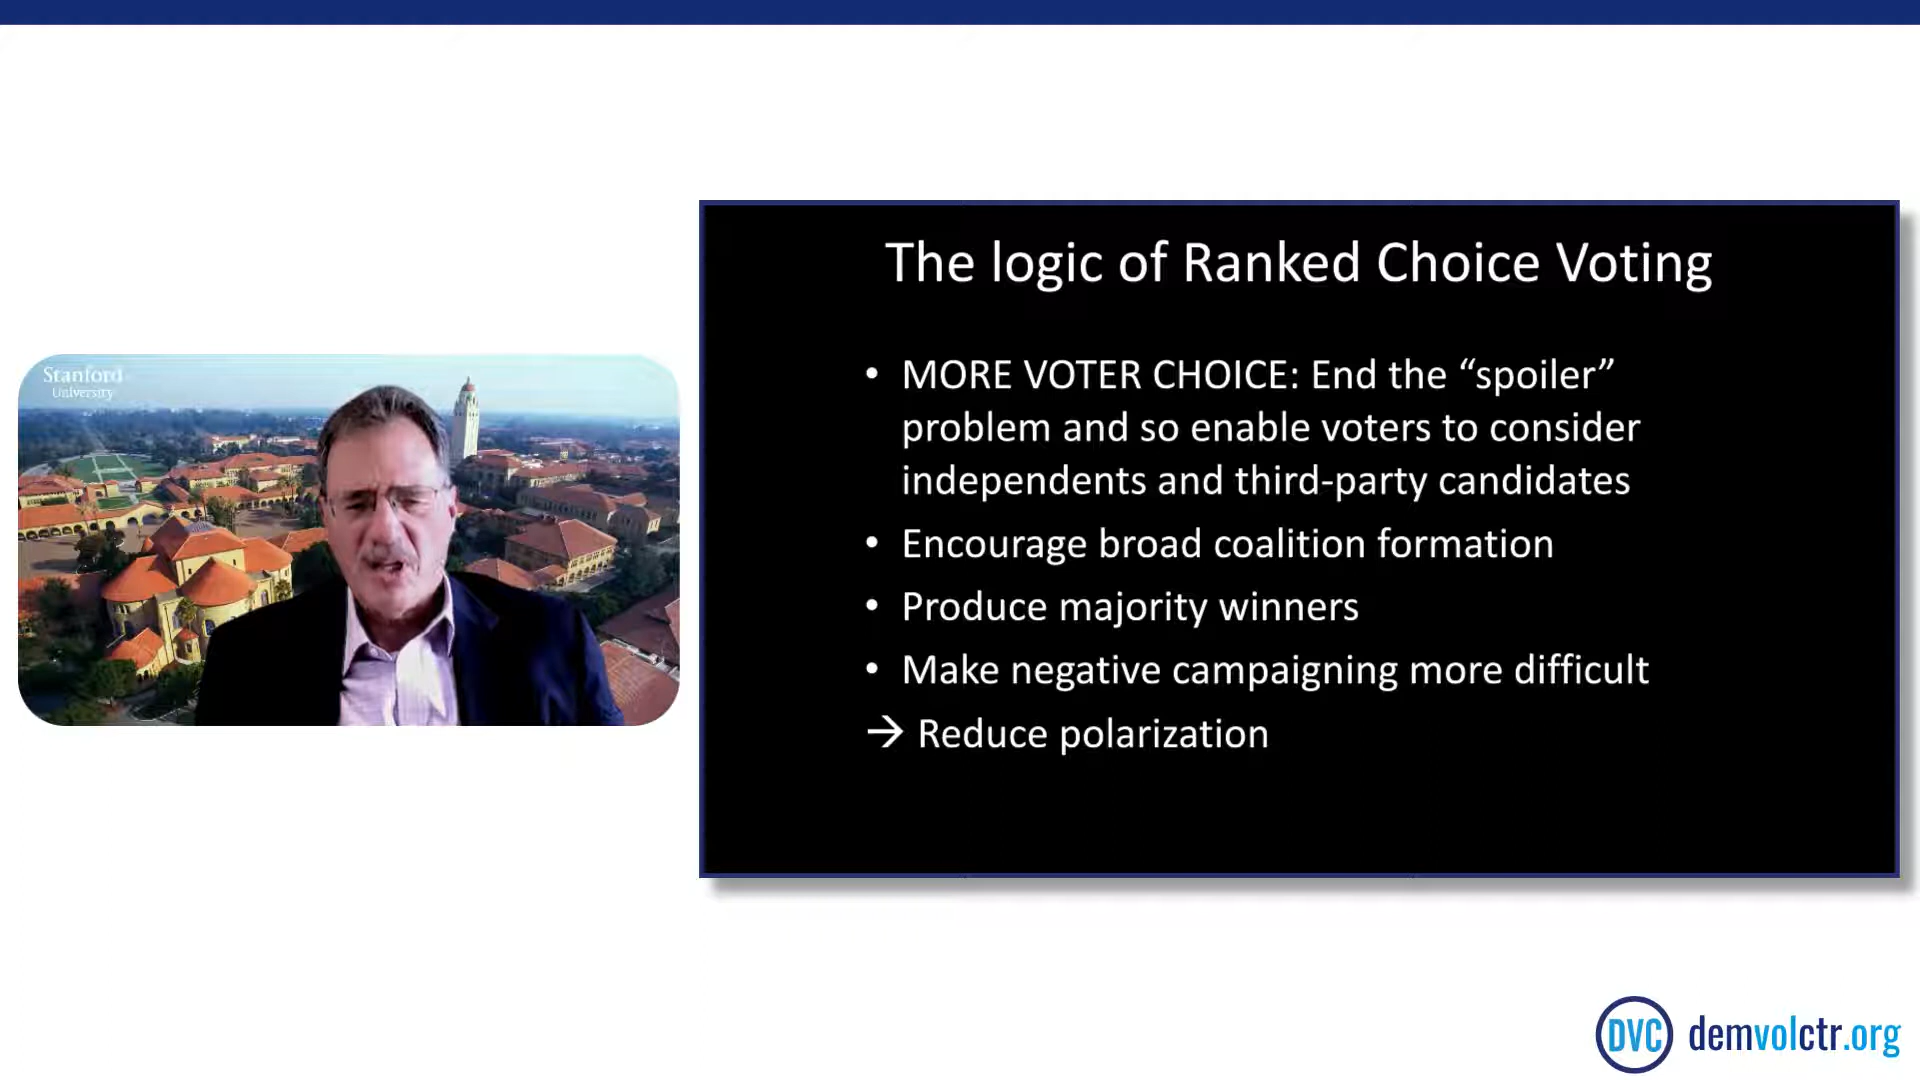 Stanford
University
The logic of Ranked Choice Voting
• MORE VOTER CHOICE: End the “spoiler”
problem and so enable voters to consider
independents and third-party candidates
• Encourage broad coalition formation
• Produce majority winners
• Make negative campaigning more difficult
→ Reduce polarization
DVC demvolctr.org